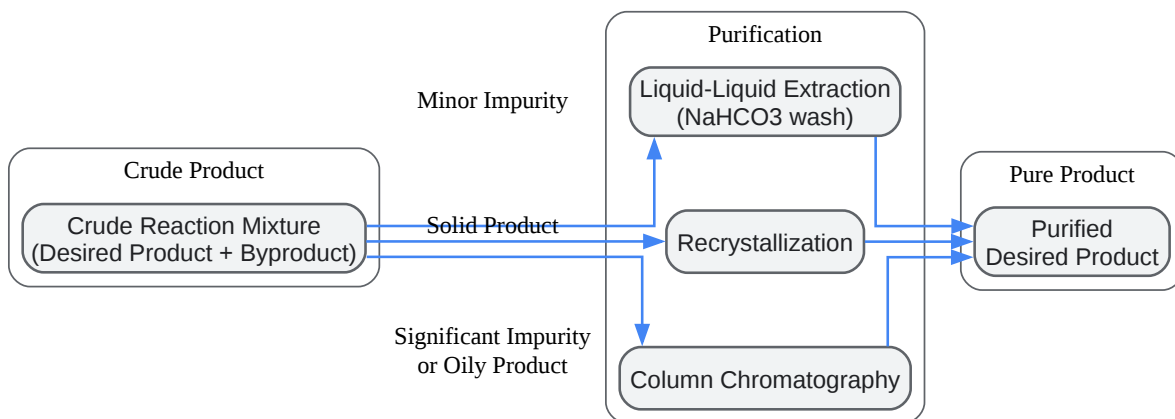 Purification
Minor Impurity
Liquid-Liquid Extraction
(NaHCO3 wash)
Crude Product
Crude Reaction Mixture
(Desired Product + Byproduct)
Solid Product
Recrystallization
Pure Product
Purified
Desired Product
Significant Impurity
or Oily Product
Column Chromatography